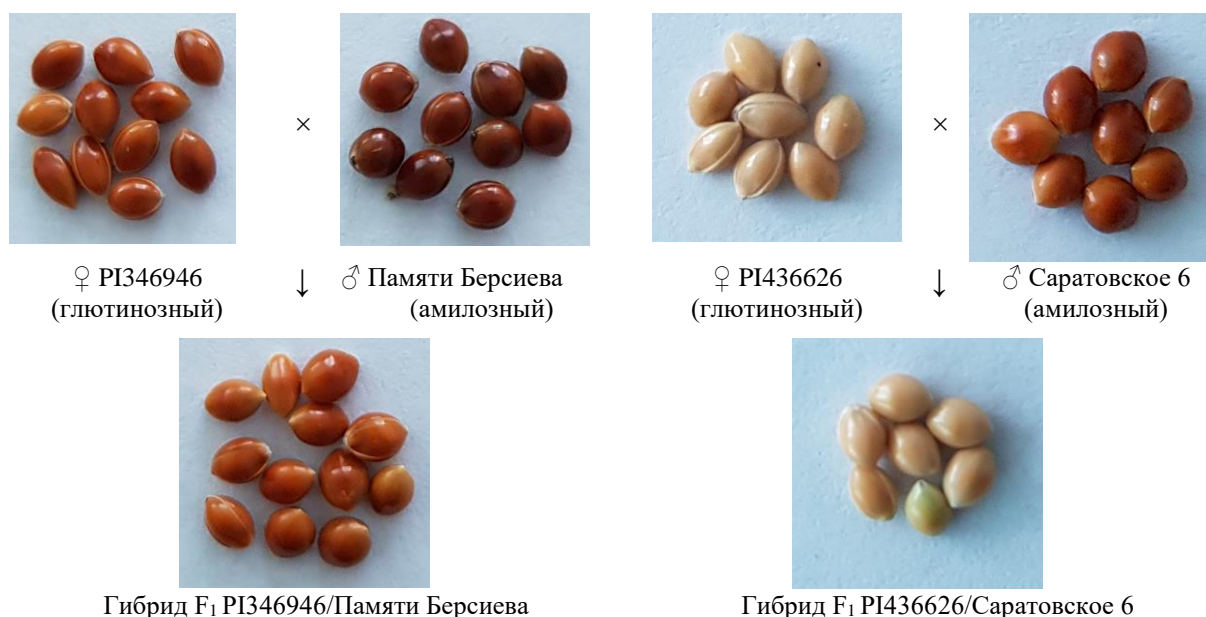 ×
×
♀ PI346946
(глютинозный)
↓
♂ Памяти Берсиева
(амилозный)
♀ PI436626
(глютинозный)
↓
♂ Саратовское 6
(амилозный)
Гибрид F₁ PI346946/Памяти Берсиева
Гибрид F₁ PI436626/Саратовское 6